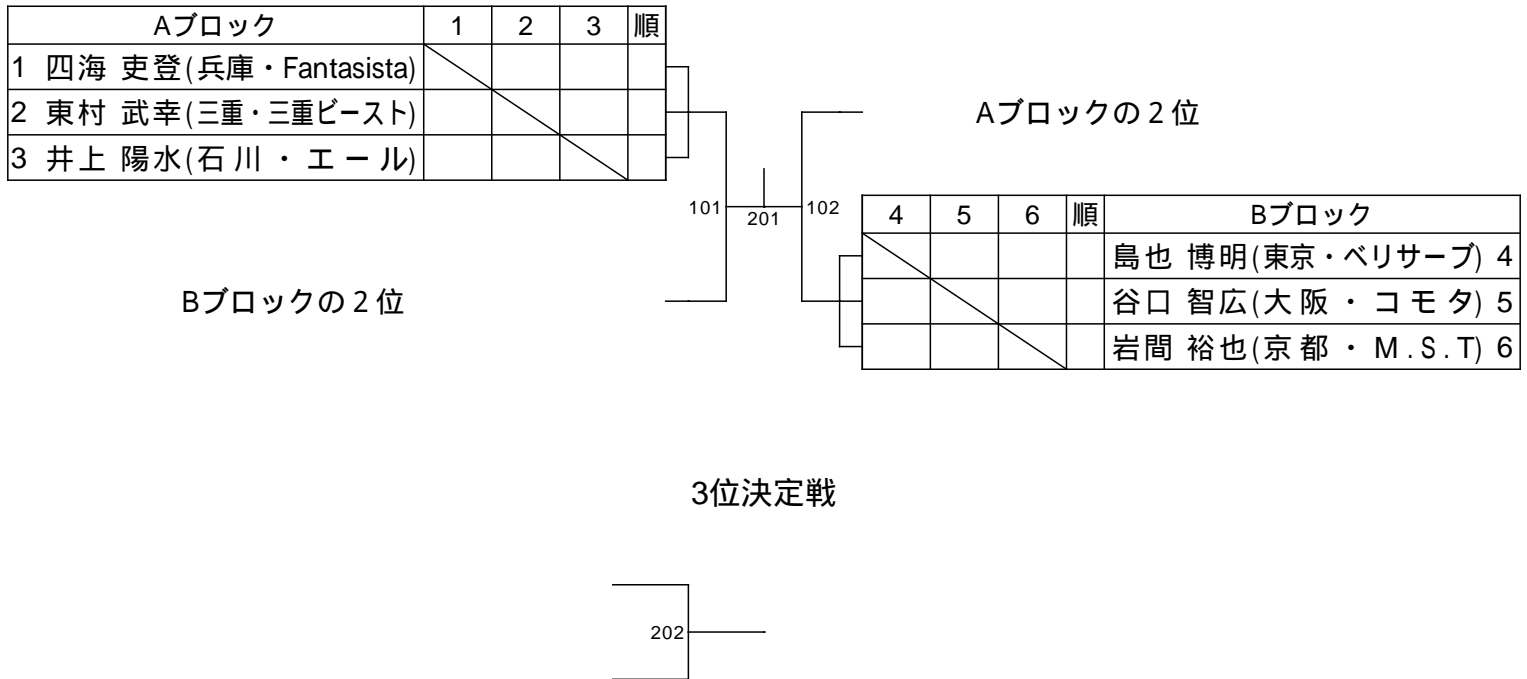 Aブロック 1 2 3 順
1 四海 吏登(兵庫・Fantasista)
2 東村 武幸(三重・三重ビースト)
3 井上 陽水(石川・エール)
Aブロックの2位
101 201 102
4 5 6 順 Bブロック
島也 博明(東京・ベリサーブ) 4
谷口 智広(大阪・コモタ) 5
岩間 裕也(京都・M.S.T) 6
Bブロックの2位
3位決定戦
202